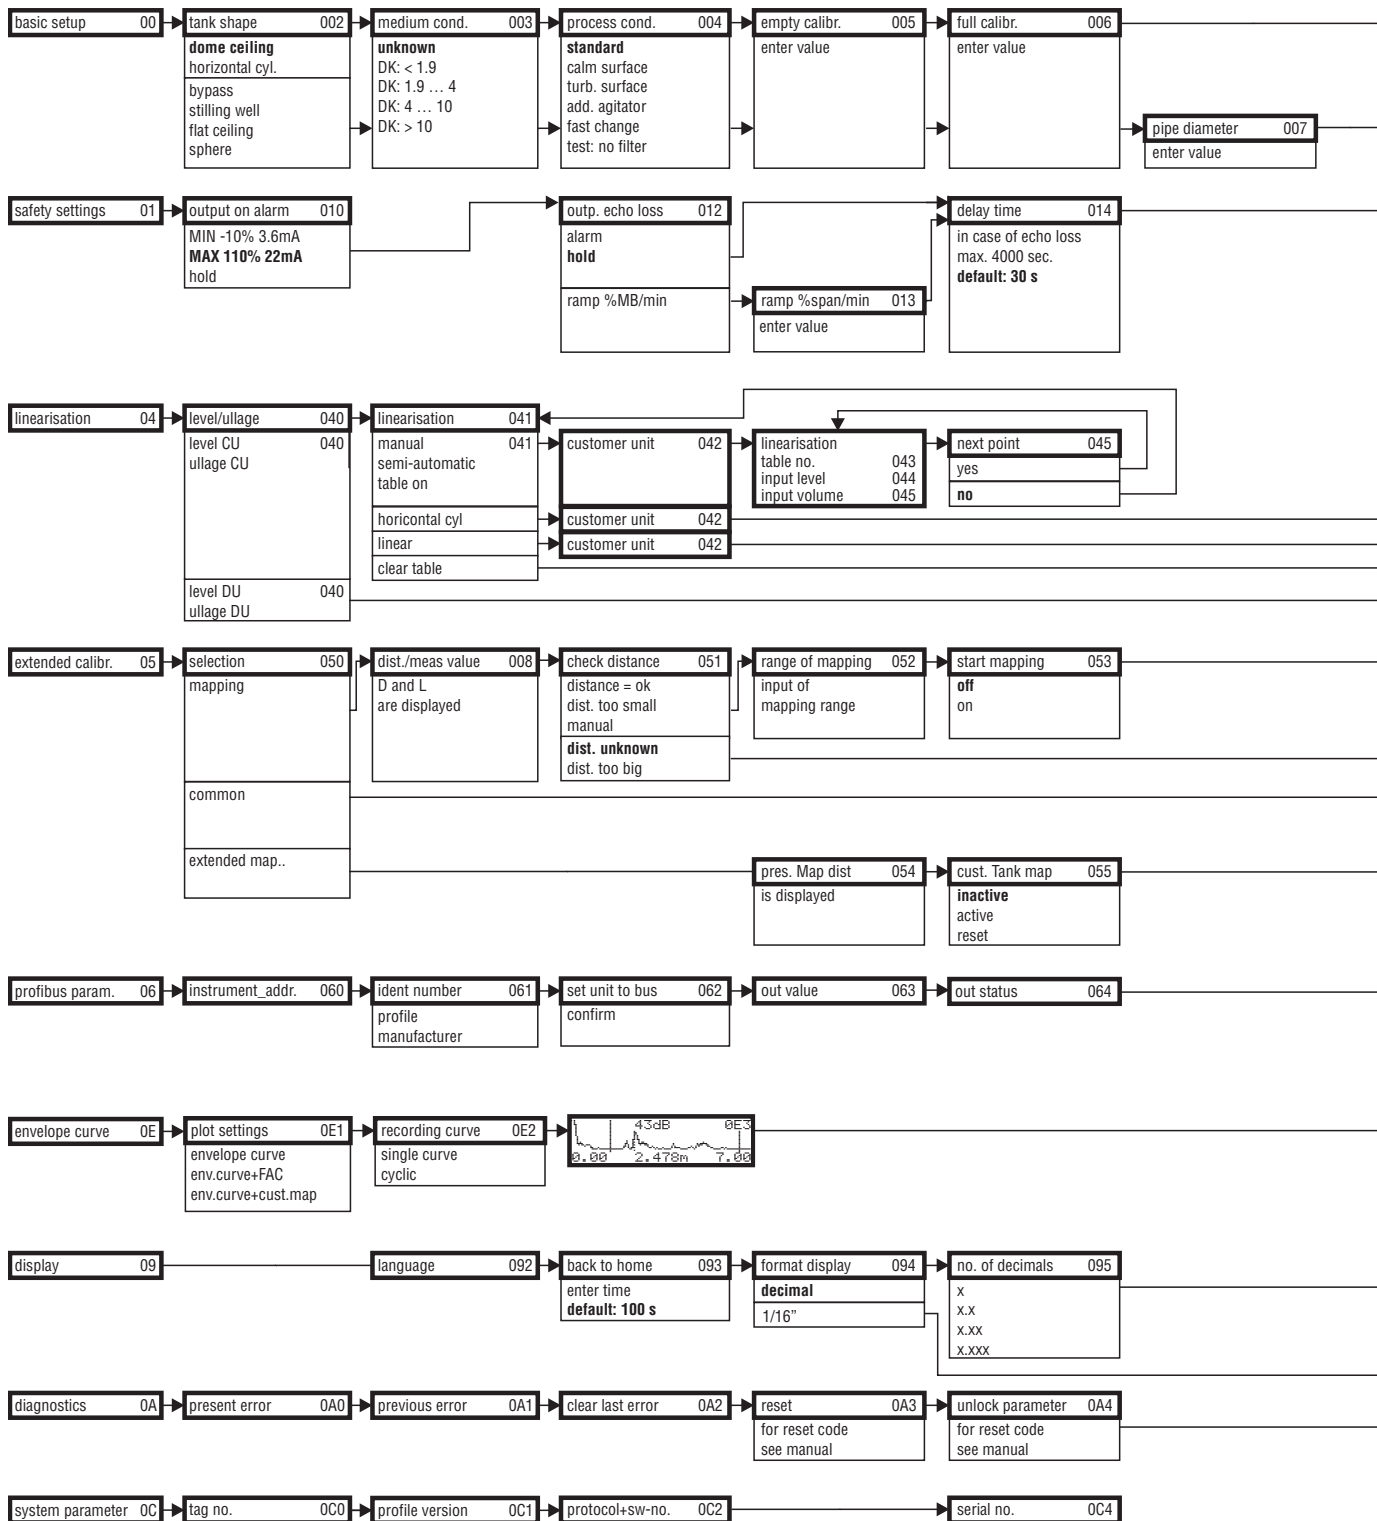 basic setup 00
tank shape 002
dome ceiling
horizontal cyl.
bypass
stilling well
flat ceiling
sphere
medium cond. 003
unknown
DK: < 1.9
DK: 1.9 ... 4
DK: 4 ... 10
DK: > 10
process cond. 004
standard
calm surface
turb. surface
add. agitator
fast change
test: no filter
empty calibr. 005
enter value
full calibr. 006
enter value
pipe diameter 007
enter value
safety settings 01
output on alarm 010
MIN -10% 3.6mA
MAX 110% 22mA
hold
outp. echo loss 012
alarm
hold
ramp %MB/min
ramp %span/min 013
enter value
delay time 014
in case of echo loss
max. 4000 sec.
default: 30 s
linearisation 04
level/ullage 040
level CU 040
ullage CU
level DU 040
ullage DU
linearisation 041
manual 041
semi-automatic
table on
horicontal cyl
linear
clear table
customer unit 042
customer unit 042
customer unit 042
linearisation
table no. 043
input level 044
input volume 045
next point 045
yes
no
extended calibr. 05
selection 050
mapping
common
extended map..
dist./meas value 008
D and L
are displayed
check distance 051
distance = ok
dist. too small
manual
dist. unknown
dist. too big
range of mapping 052
input of
mapping range
start mapping 053
off
on
pres. Map dist 054
is displayed
cust. Tank map 055
inactive
active
reset
profibus param. 06
instrument_addr. 060
ident number 061
profile
manufacturer
set unit to bus 062
confirm
out value 063
out status 064
envelope curve 0E
plot settings 0E1
envelope curve
env.curve+FAC
env.curve+cust.map
recording curve 0E2
single curve
cyclic
43dB 0E3
0.00 2.478m 7.00
display 09
language 092
back to home 093
enter time
default: 100 s
format display 094
decimal
1/16”
no. of decimals 095
x
x.x
x.xx
x.xxx
diagnostics 0A
present error 0A0
previous error 0A1
clear last error 0A2
reset 0A3
for reset code
see manual
unlock parameter 0A4
for reset code
see manual
system parameter 0C
tag no. 0C0
profile version 0C1
protocol+sw-no. 0C2
serial no. 0C4